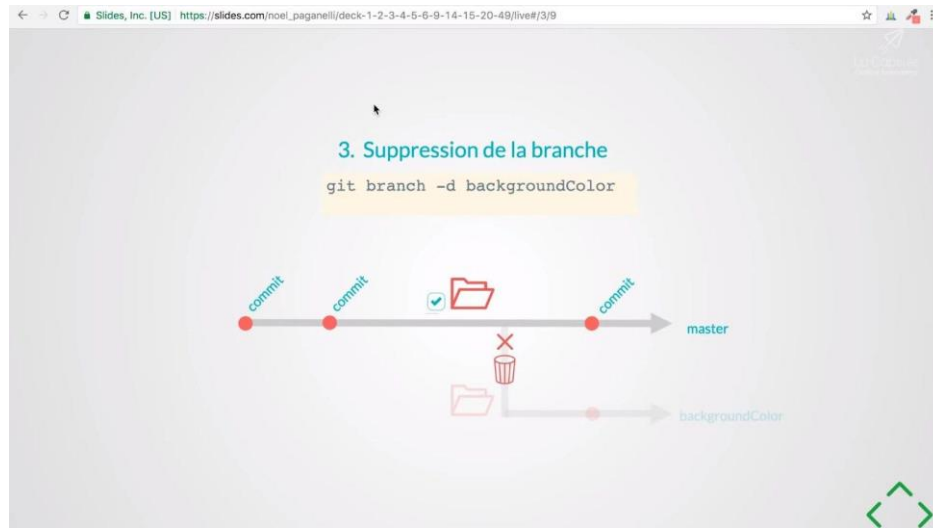 Slides, Inc. [US] https://slides.com/noel_paganelli/deck-1-2-3-4-5-6-9-14-15-20-49/live#/3/9
3. Suppression de la branche
git branch -d backgroundColor
commit
commit
commit
master
backgroundColor